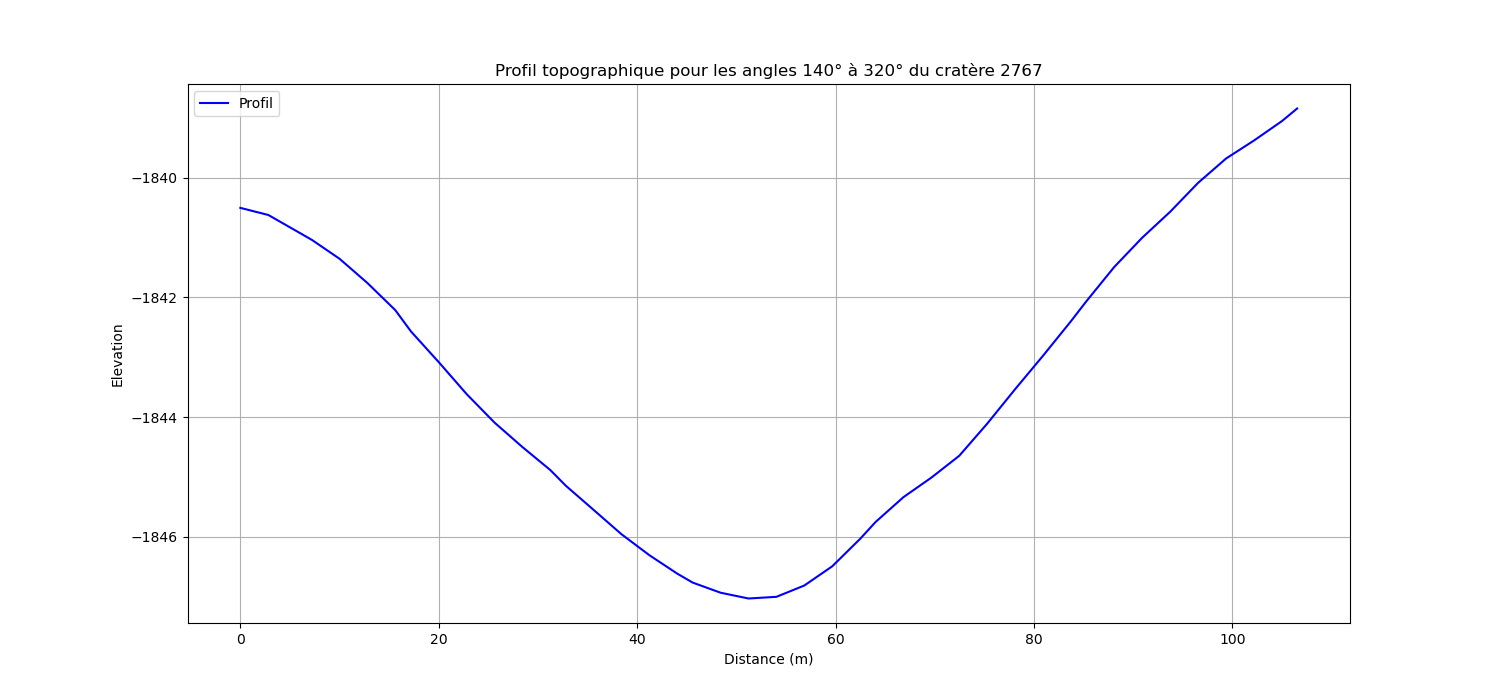 Profil topographique pour les angles 140° à 320° du cratère 2767
Profil
−1840
−1842
−1844
−1846
Elevation
0 20 40 60 80 100
Distance (m)